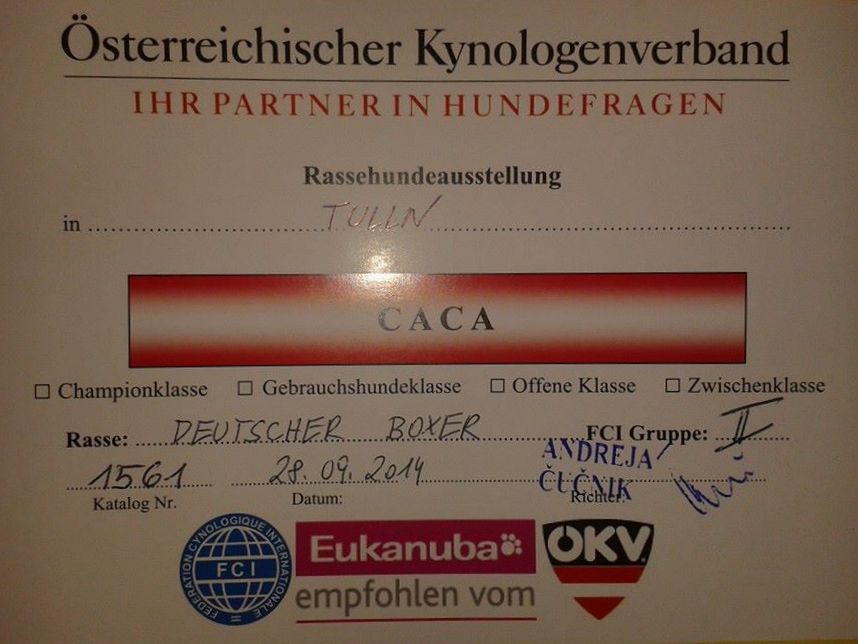 Österreichischer Kynologenverband
IHR PARTNER IN HUNDEFRAGEN
Rassehundeausstellung
in TULLN
CACA
☐ Championklasse ☐ Gebrauchshundeklasse ☐ Offene Klasse ☐ Zwischenklasse
Rasse: DEUTSCHER BOXER FCI Gruppe: II
1561 28.09.2014 ANDREJA
ČUČNIK
Katalog Nr. Datum: Richter:
FEDERATION CYNOLOGIQUE INTERNATIONALE
FCI
Eukanuba
empfohlen vom
ÖKV